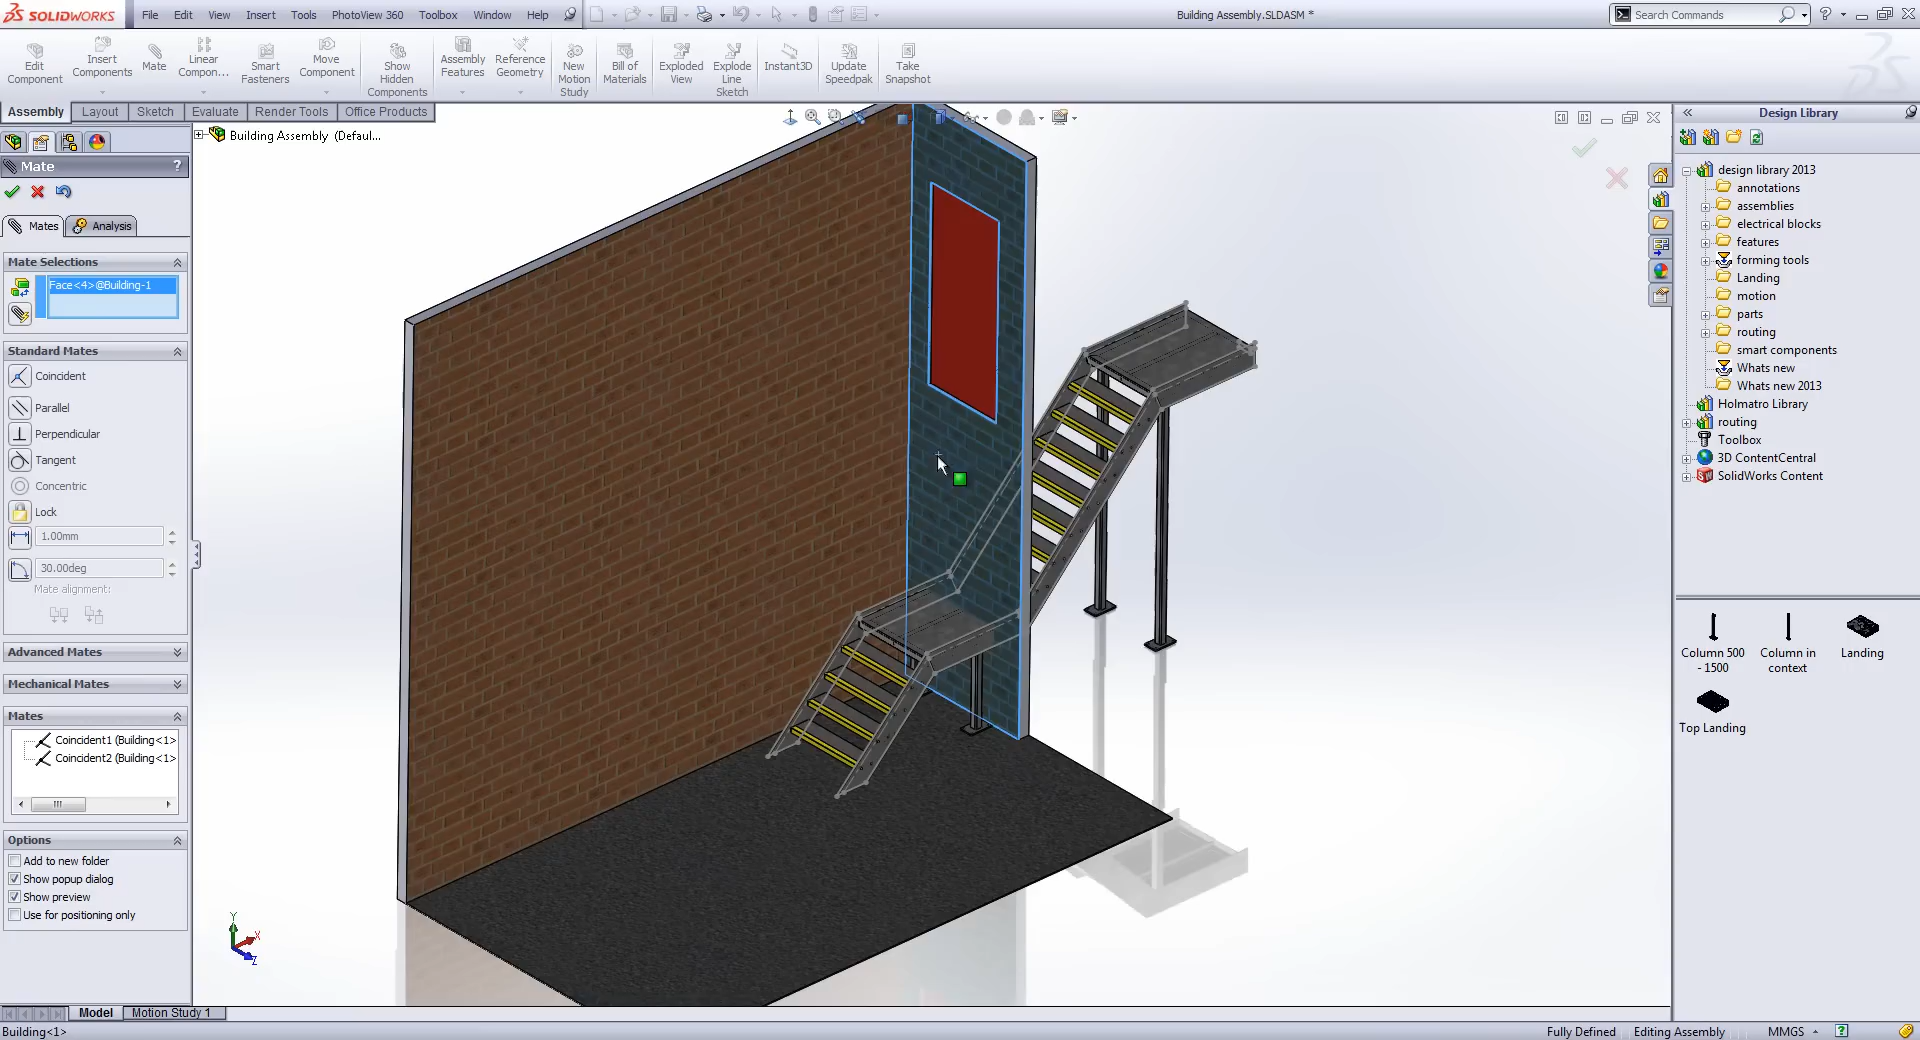 SOLIDWORKS
File Edit View Insert Tools PhotoView 360 Toolbox Window Help
Building Assembly.SLDASM *
Search Commands
Edit Component
Insert Components
Mate
Linear Compon...
Smart Fasteners
Move Component
Show Hidden Components
Assembly Features
Reference Geometry
New Motion Study
Bill of Materials
Exploded View
Explode Line Sketch
Instant3D
Update Speedpak
Take Snapshot
Assembly Layout Sketch Evaluate Render Tools Office Products
Building Assembly (Defaul...
Mate
?
Mates Analysis
Mate Selections
Face<4>@Building-1
Standard Mates
Coincident
Parallel
Perpendicular
Tangent
Concentric
Lock
1.00mm
30.00deg
Mate alignment:
Advanced Mates
Mechanical Mates
Mates
Coincident1 (Building<1>
Coincident2 (Building<1>
Options
Add to new folder
Show popup dialog
Show preview
Use for positioning only
Y
X
Z
Model Motion Study 1
Building<1>
Fully Defined Editing Assembly MMGS
Design Library
design library 2013
annotations
assemblies
electrical blocks
features
forming tools
Landing
motion
parts
routing
smart components
Whats new
Whats new 2013
Holmatro Library
routing
Toolbox
3D ContentCentral
SolidWorks Content
Column 500 - 1500
Column in context
Landing
Top Landing